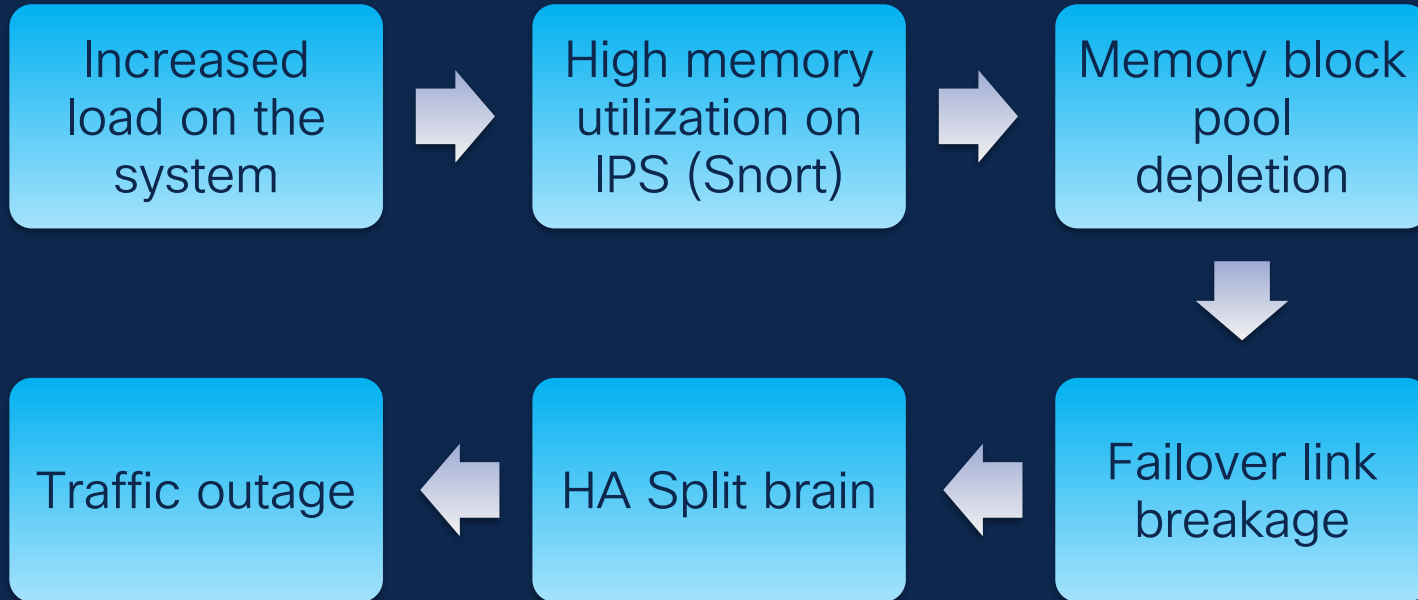 Increased
load on the
system
High memory
utilization on
IPS (Snort)
Memory block
pool
depletion
Failover link
breakage
HA Split brain
Traffic outage